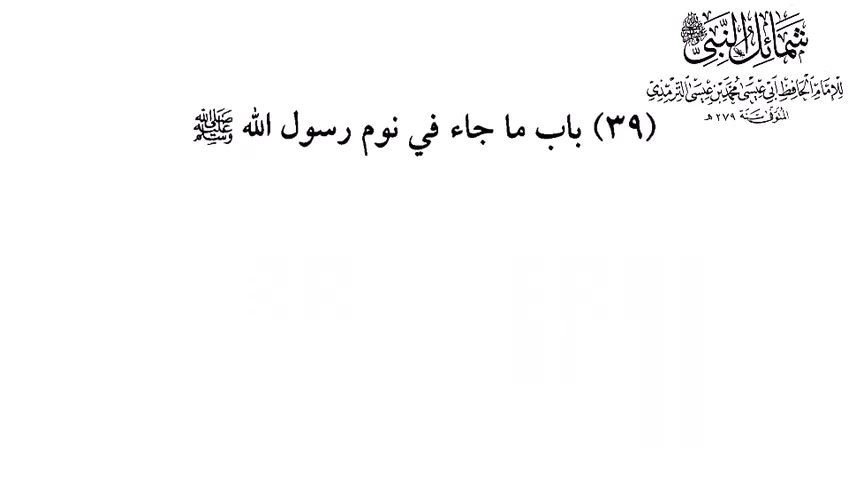 شمائل النبي ﷺ
للإمام الحافظ أبي عيسى محمد بن عيسى الترمذي
المتوفى سنة ٢٧٩ هـ
(٣٩) باب ما جاء في نوم رسول الله ﷺ